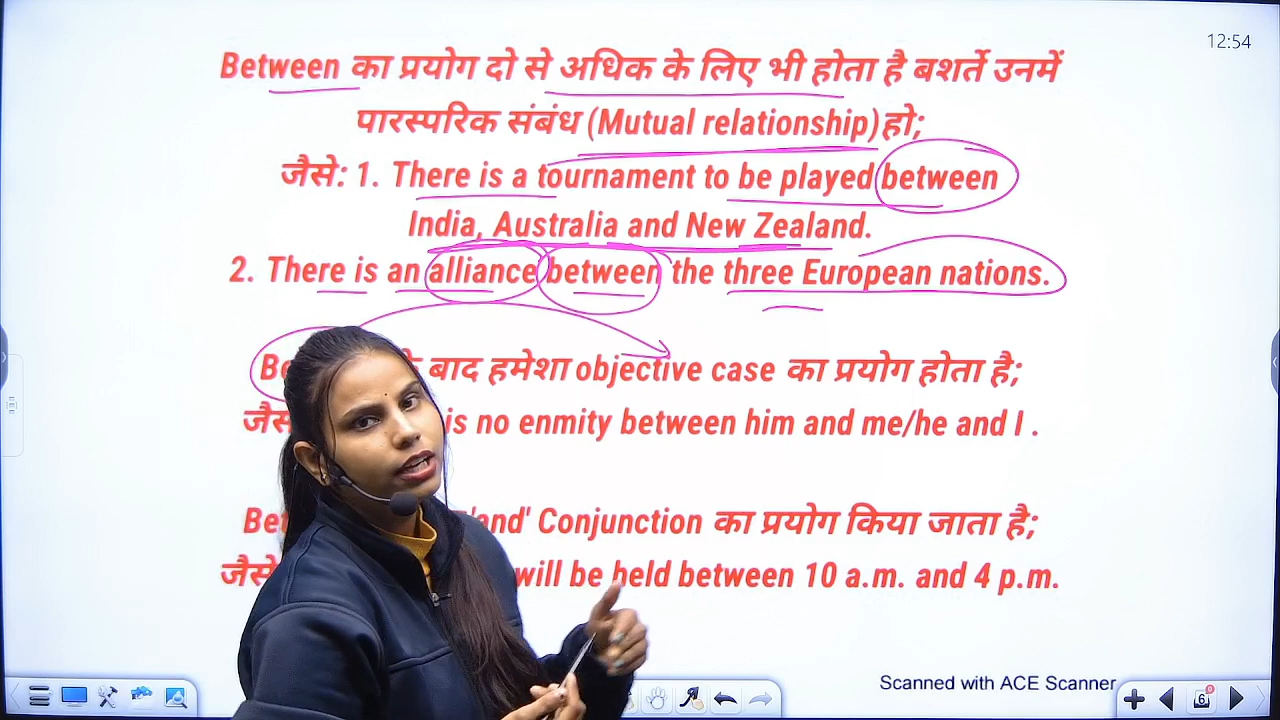 12:54
Between का प्रयोग दो से अधिक के लिए भी होता है बशर्ते उनमें
पारस्परिक संबंध (Mutual relationship) हो;
जैसे: 1. There is a tournament to be played between
India, Australia and New Zealand.
2. There is an alliance between the three European nations.
बाद हमेशा objective case का प्रयोग होता है;
is no enmity between him and me/he and I .
'and' Conjunction का प्रयोग किया जाता है;
जैसे will be held between 10 a.m. and 4 p.m.
Scanned with ACE Scanner
6